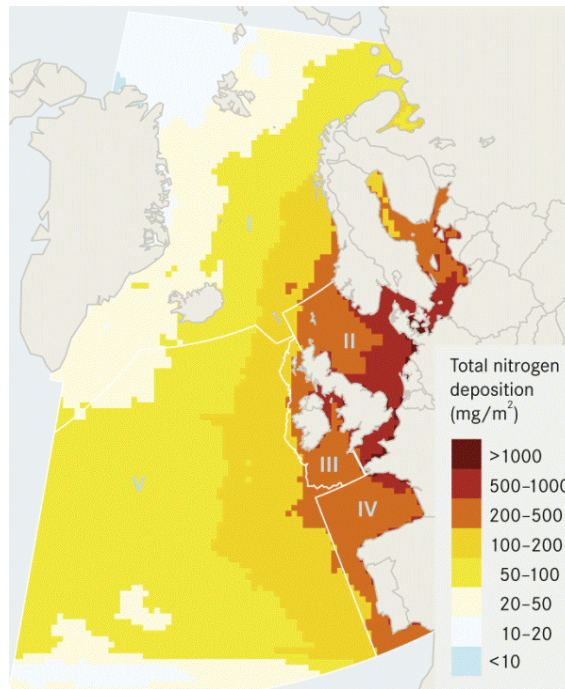 I
II
III
IV
V
Total nitrogen
deposition
(mg/m²)
>1000
500-1000
200-500
100-200
50-100
20-50
10-20
<10